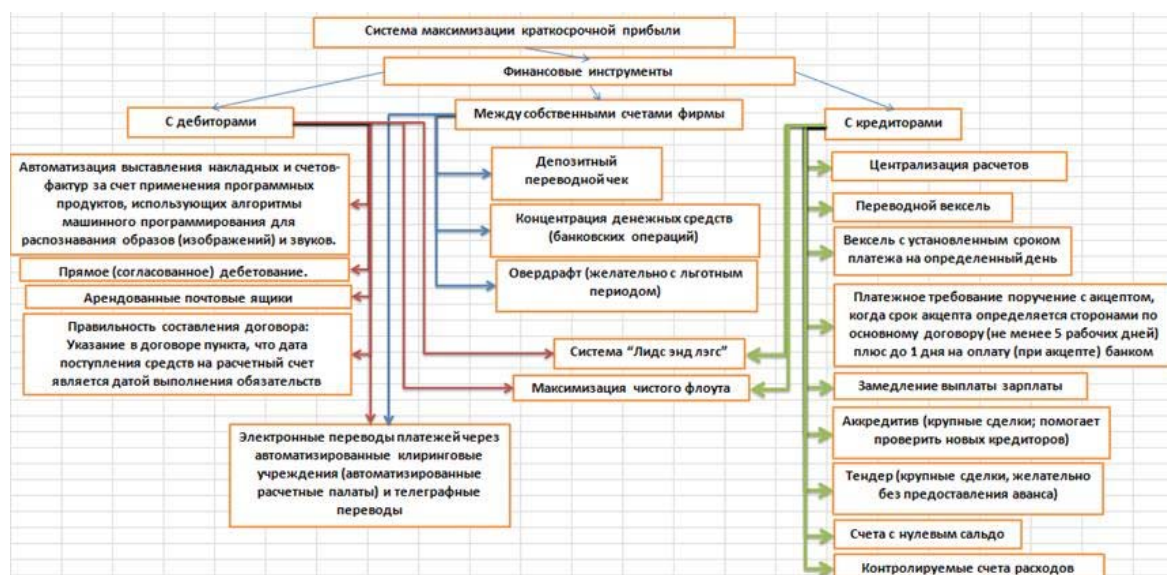 Система максимизации краткосрочной прибыли
Финансовые инструменты
С дебиторами
Между собственными счетами фирмы
С кредиторами
Автоматизация выставления накладных и счетов-
фактур за счет применения программных
продуктов, использующих алгоритмы
машинного программирования для
распознавания образов (изображений) и звуков.
Прямое (согласованное) дебетование.
Арендованные почтовые ящики
Правильность составления договора:
Указание в договоре пункта, что дата
поступления средств на расчетный счет
является датой выполнения обязательств
Депозитный
переводной чек
Концентрация денежных средств
(банковских операций)
Овердрафт (желательно с льготным
периодом)
Система "Лидс энд лэгс"
Максимизация чистого флоута
Электронные переводы платежей через
автоматизированные клиринговые
учреждения (автоматизированные
расчетные палаты) и телеграфные
переводы
Централизация расчетов
Переводной вексель
Вексель с установленным сроком
платежа на определенный день
Платежное требование поручение с акцептом,
когда срок акцепта определяется сторонами по
основному договору (не менее 5 рабочих дней)
плюс до 1 дня на оплату (при акцепте) банком
Замедление выплаты зарплаты
Аккредитив (крупные сделки; помогает
проверить новых кредиторов)
Тендер (крупные сделки, желательно
без предоставления аванса)
Счета с нулевым сальдо
Контролируемые счета расходов